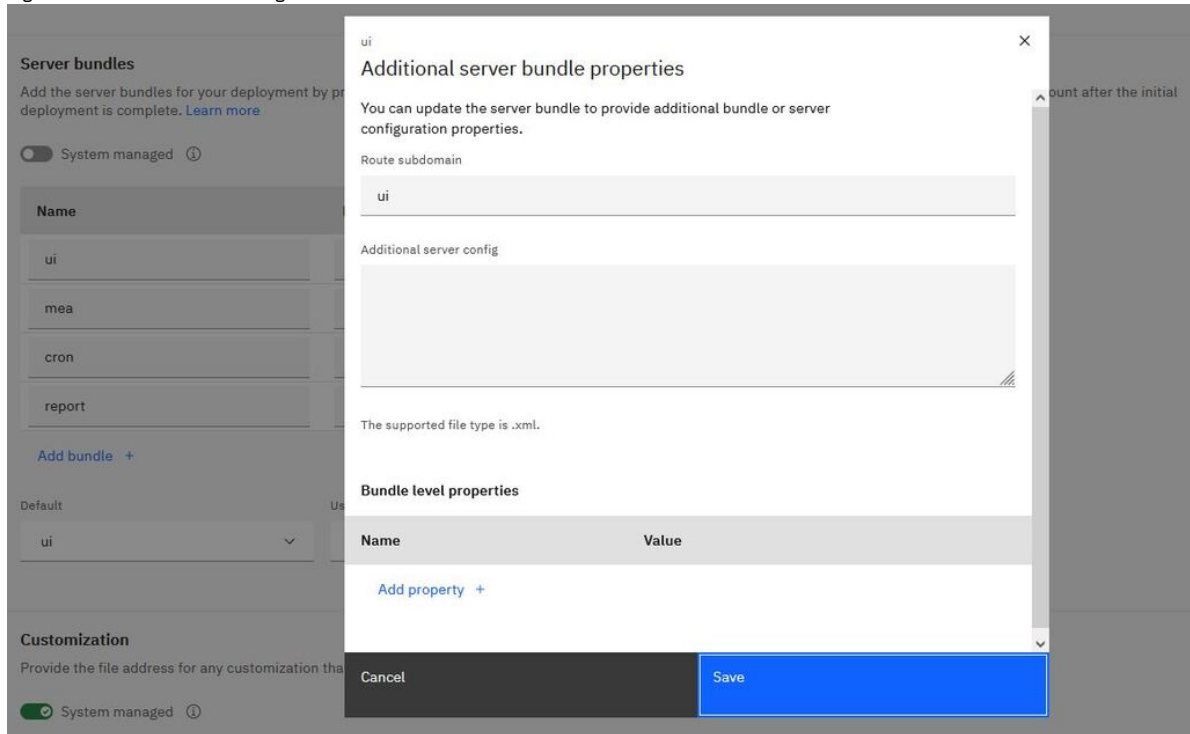 Server bundles
Add the server bundles for your deployment by pr
ount after the initial
deployment is complete. Learn more
System managed
Name
ui
mea
cron
report
Add bundle +
Default
Us
ui
Customization
Provide the file address for any customization tha
System managed
ui
Additional server bundle properties
You can update the server bundle to provide additional bundle or server
configuration properties.
Route subdomain
ui
Additional server config
The supported file type is .xml.
Bundle level properties
Name Value
Add property +
Cancel Save